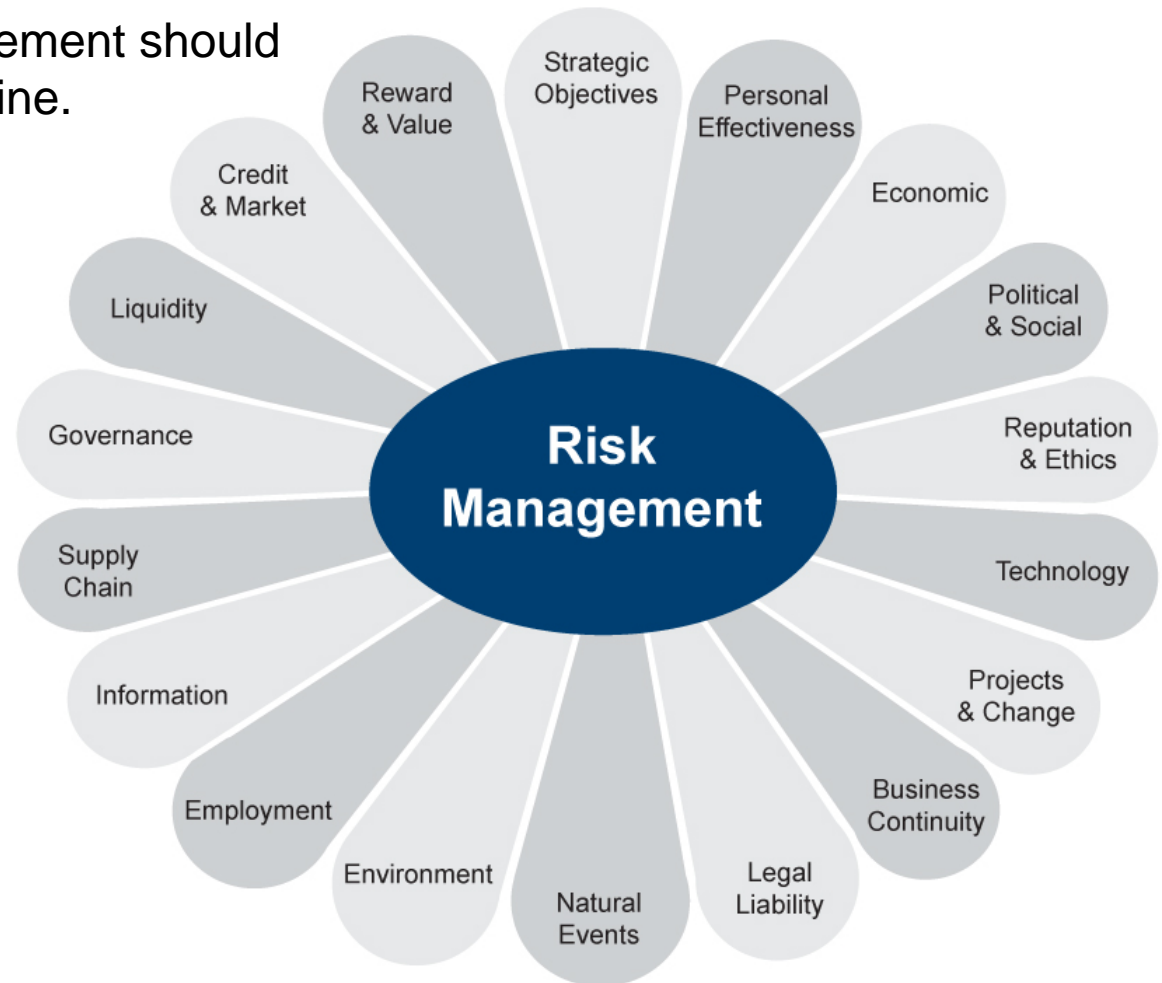 ement should
ine.
Strategic
Objectives
Personal
Effectiveness
Economic
Political
& Social
Reputation
& Ethics
Technology
Projects
& Change
Business
Continuity
Legal
Liability
Natural
Events
Environment
Employment
Information
Supply
Chain
Governance
Liquidity
Credit
& Market
Reward
& Value
Risk
Management